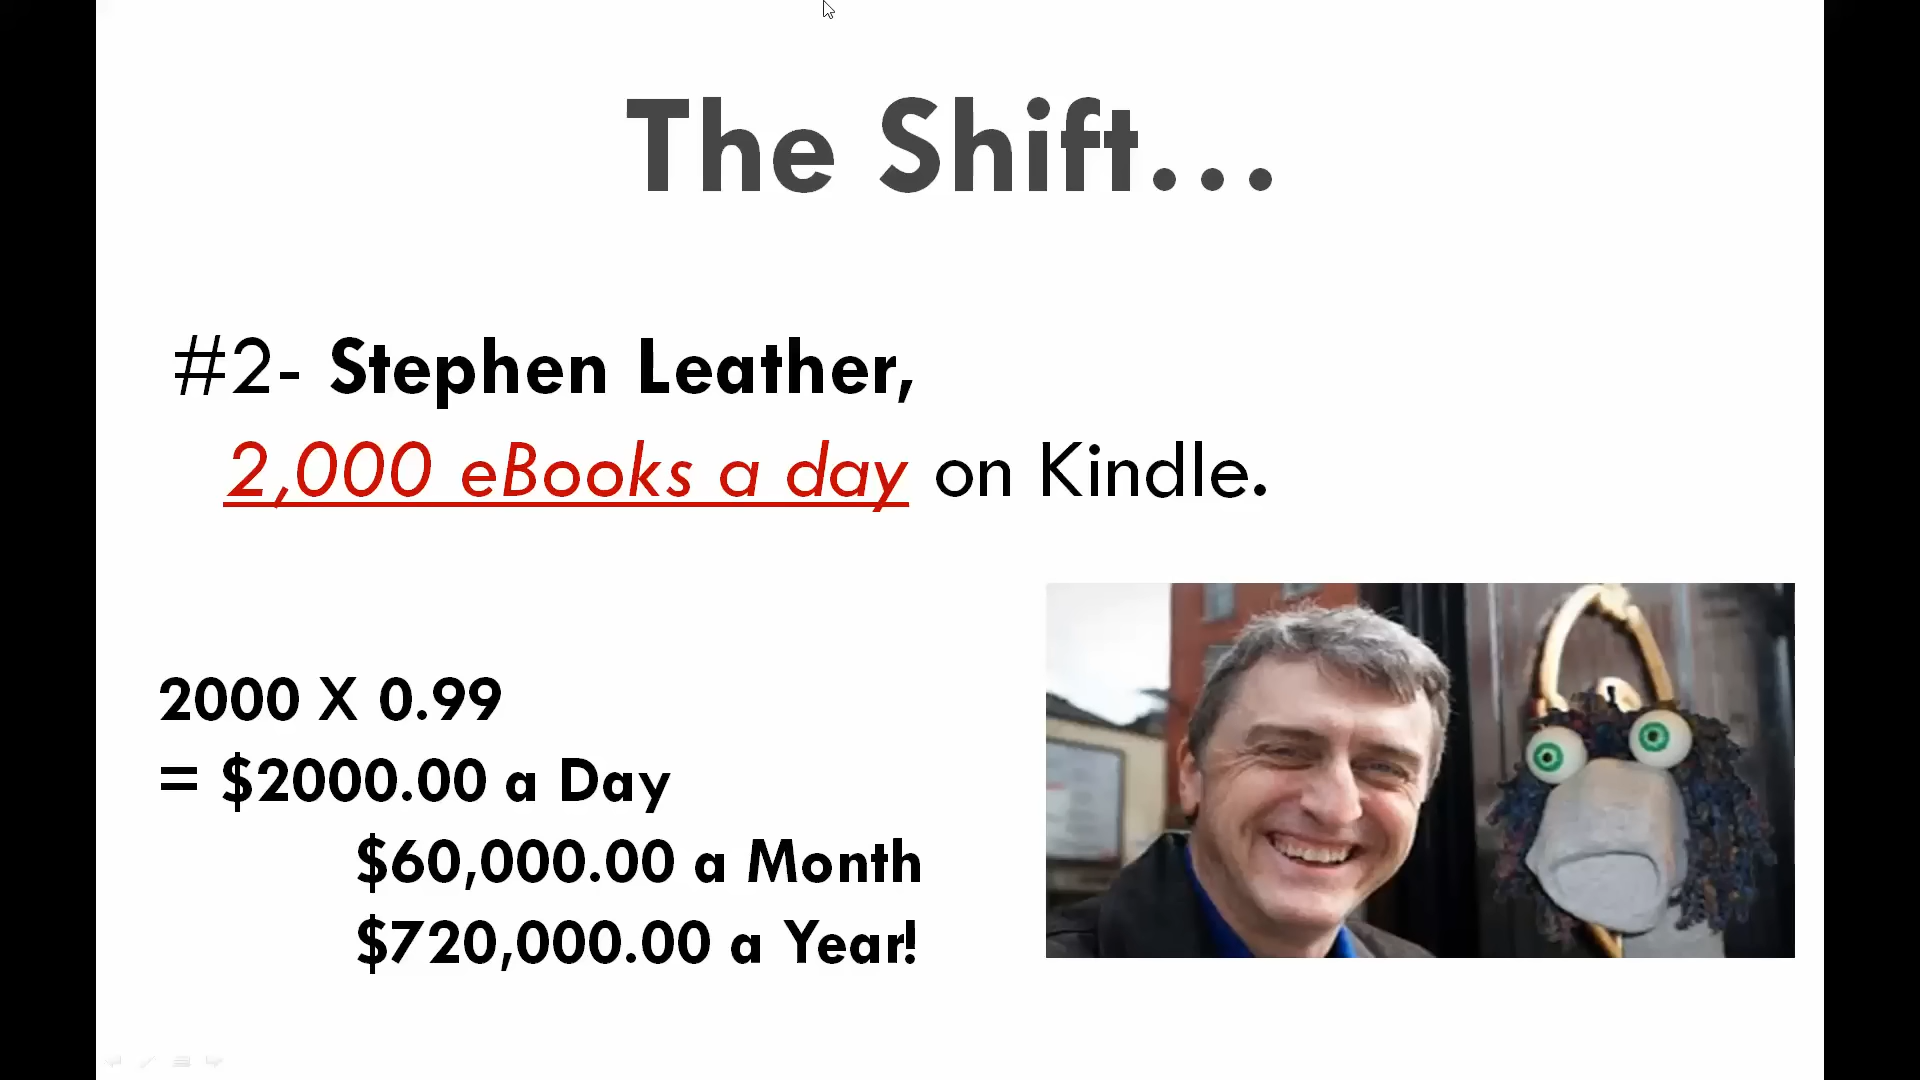 The Shift...
#2- Stephen Leather,
2,000 eBooks a day on Kindle.
2000 X 0.99
= $2000.00 a Day
$60,000.00 a Month
$720,000.00 a Year!